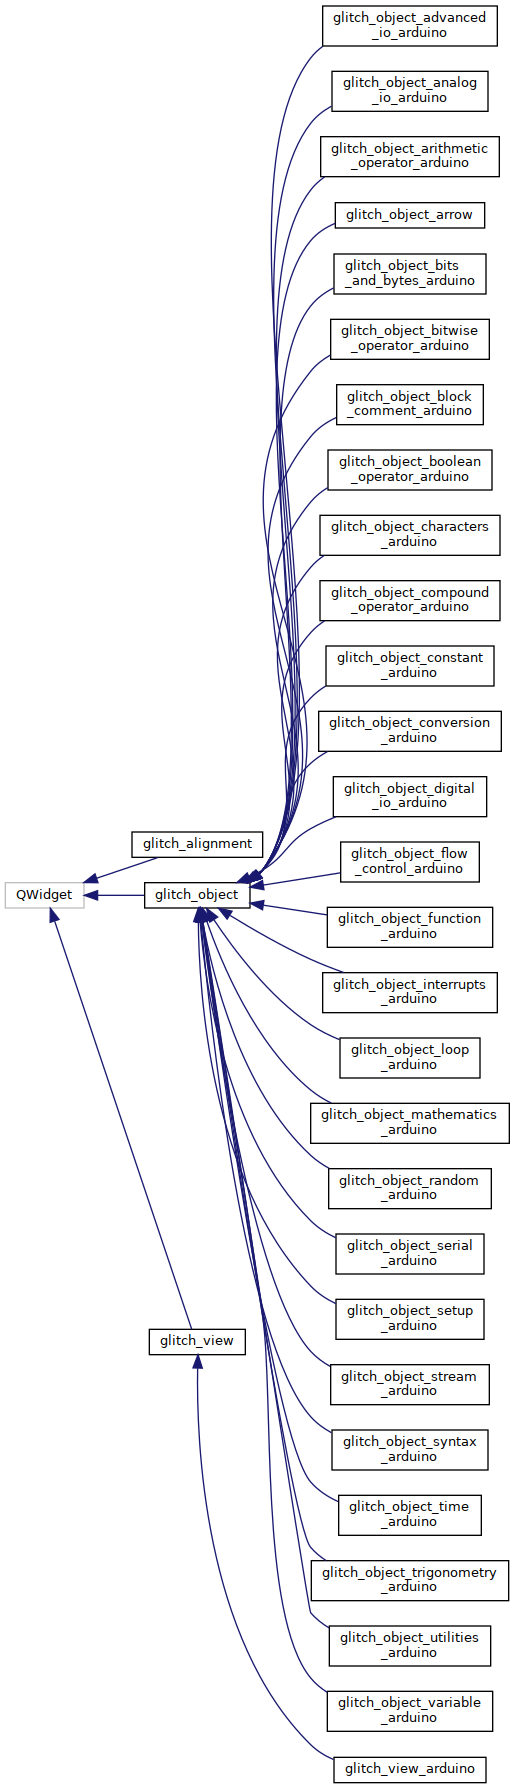 glitch_object_advanced
_io_arduino
glitch_object_analog
_io_arduino
glitch_object_arithmetic
_operator_arduino
glitch_object_arrow
glitch_object_bits
_and_bytes_arduino
glitch_object_bitwise
_operator_arduino
glitch_object_block
_comment_arduino
glitch_object_boolean
_operator_arduino
glitch_object_characters
_arduino
glitch_object_compound
_operator_arduino
glitch_object_constant
_arduino
glitch_object_conversion
_arduino
glitch_object_digital
_io_arduino
glitch_alignment
glitch_object_flow
_control_arduino
QWidget
glitch_object
glitch_object_function
_arduino
glitch_object_interrupts
_arduino
glitch_object_loop
_arduino
glitch_object_mathematics
_arduino
glitch_object_random
_arduino
glitch_object_serial
_arduino
glitch_object_setup
_arduino
glitch_view
glitch_object_stream
_arduino
glitch_object_syntax
_arduino
glitch_object_time
_arduino
glitch_object_trigonometry
_arduino
glitch_object_utilities
_arduino
glitch_object_variable
_arduino
glitch_view_arduino